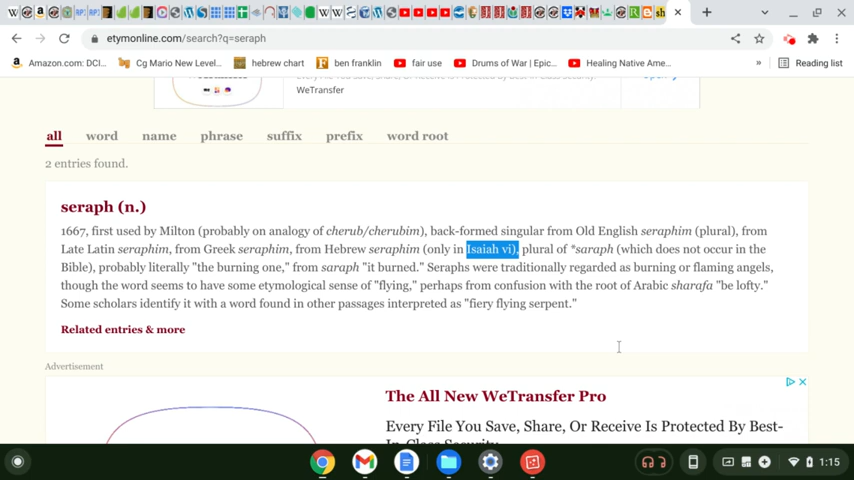 etymonline.com/search?q=seraph
Amazon.com: DCI... Cg Mario New Level... hebrew chart ben franklin fair use Drums of War | Epic... Healing Native Ame... » Reading list
WeTransfer
all word name phrase suffix prefix word root
2 entries found.
seraph (n.)
1667, first used by Milton (probably on analogy of cherub/cherubim), back-formed singular from Old English seraphim (plural), from
Late Latin seraphim, from Greek seraphim, from Hebrew seraphim (only in Isaiah vi), plural of *saraph (which does not occur in the
Bible), probably literally "the burning one," from saraph "it burned." Seraphs were traditionally regarded as burning or flaming angels,
though the word seems to have some etymological sense of "flying," perhaps from confusion with the root of Arabic sharafa "be lofty."
Some scholars identify it with a word found in other passages interpreted as "fiery flying serpent."
Related entries & more
Advertisement
The All New WeTransfer Pro
Every File You Save, Share, Or Receive Is Protected By Best-
In-Class Security
1:15